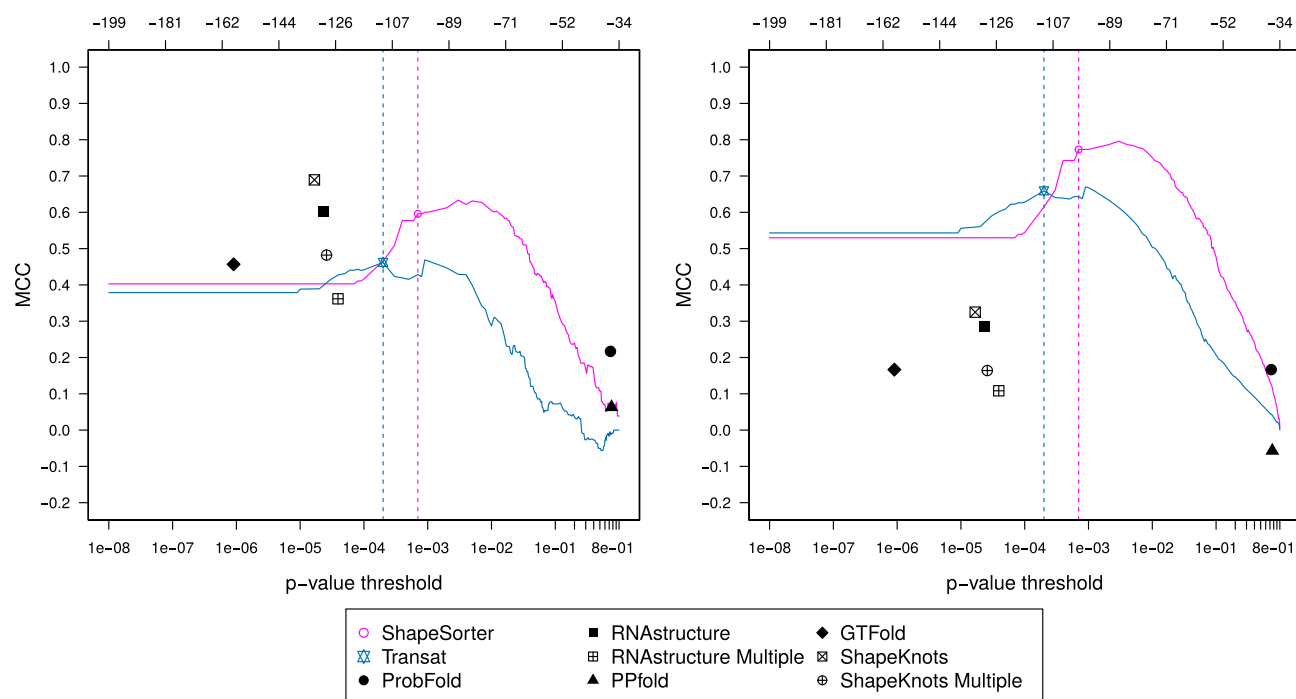 -199 -162 -126 -107 -89 -71 -52 -34
-199 -162 -126 -107 -89 -71 -52 -34
MCC
1.0
0.9
0.8
0.7
0.6
0.5
0.4
0.3
0.2
0.1
0.0
-0.1
-0.2
1e-08 1e-07 1e-06 1e-05 1e-04 1e-03 1e-02 1e-01 8e-01
p-value threshold
MCC
1.0
0.9
0.8
0.7
0.6
0.5
0.4
0.3
0.2
0.1
0.0
-0.1
-0.2
1e-08 1e-07 1e-06 1e-05 1e-04 1e-03 1e-02 1e-01 8e-01
p-value threshold
ShapeSorter RNAstructure GTFold
Transat RNAstructure Multiple ShapeKnots
ProbFold PPfold ShapeKnots Multiple